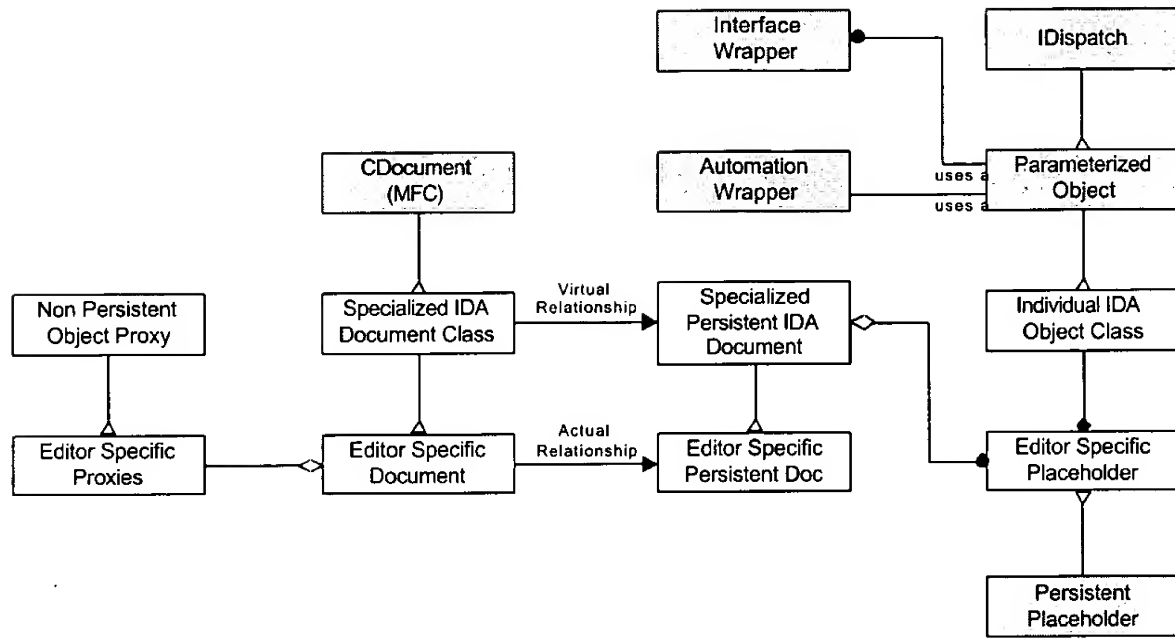 Interface
Wrapper
IDispatch
CDocument
(MFC)
Automation
Wrapper
uses a
uses a
Parameterized
Object
Non Persistent
Object Proxy
Specialized IDA
Document Class
Virtual
Relationship
Specialized
Persistent IDA
Document
Individual IDA
Object Class
Editor Specific
Proxies
Editor Specific
Document
Actual
Relationship
Editor Specific
Persistent Doc
Editor Specific
Placeholder
Persistent
Placeholder